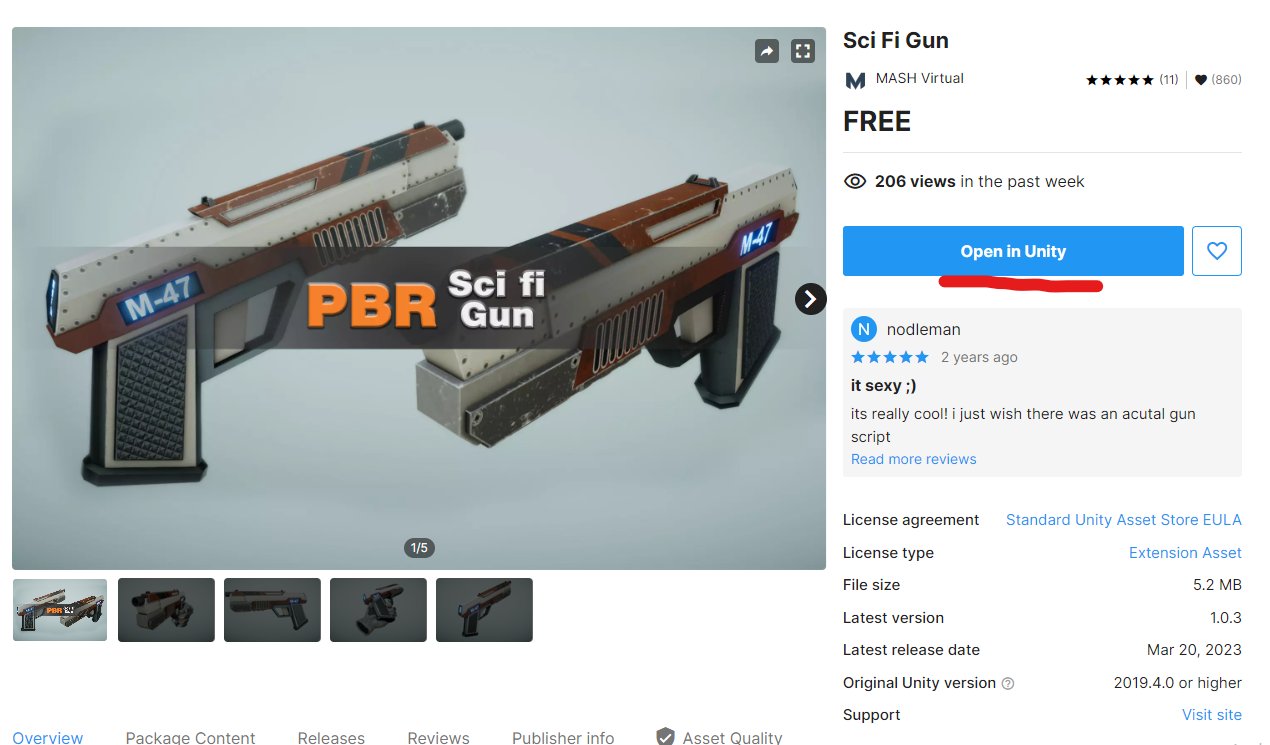 Sci Fi Gun
MASH Virtual
(11)
(860)
FREE
206 views in the past week
Open in Unity
N nodleman
2 years ago
it sexy ;)
its really cool! i just wish there was an acutal gun
script
Read more reviews
License agreement Standard Unity Asset Store EULA
License type Extension Asset
File size 5.2 MB
Latest version 1.0.3
Latest release date Mar 20, 2023
Original Unity version ? 2019.4.0 or higher
Support Visit site
M-47
M-47
PBR Sci fi
Gun
1/5
PBR
Overview Package Content Releases Reviews Publisher info Asset Quality